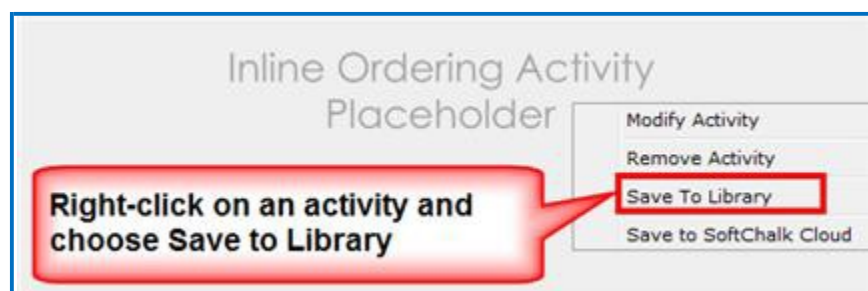 Inline Ordering Activity
Placeholder
Modify Activity
Remove Activity
Save To Library
Save to SoftChalk Cloud
Right-click on an activity and
choose Save to Library